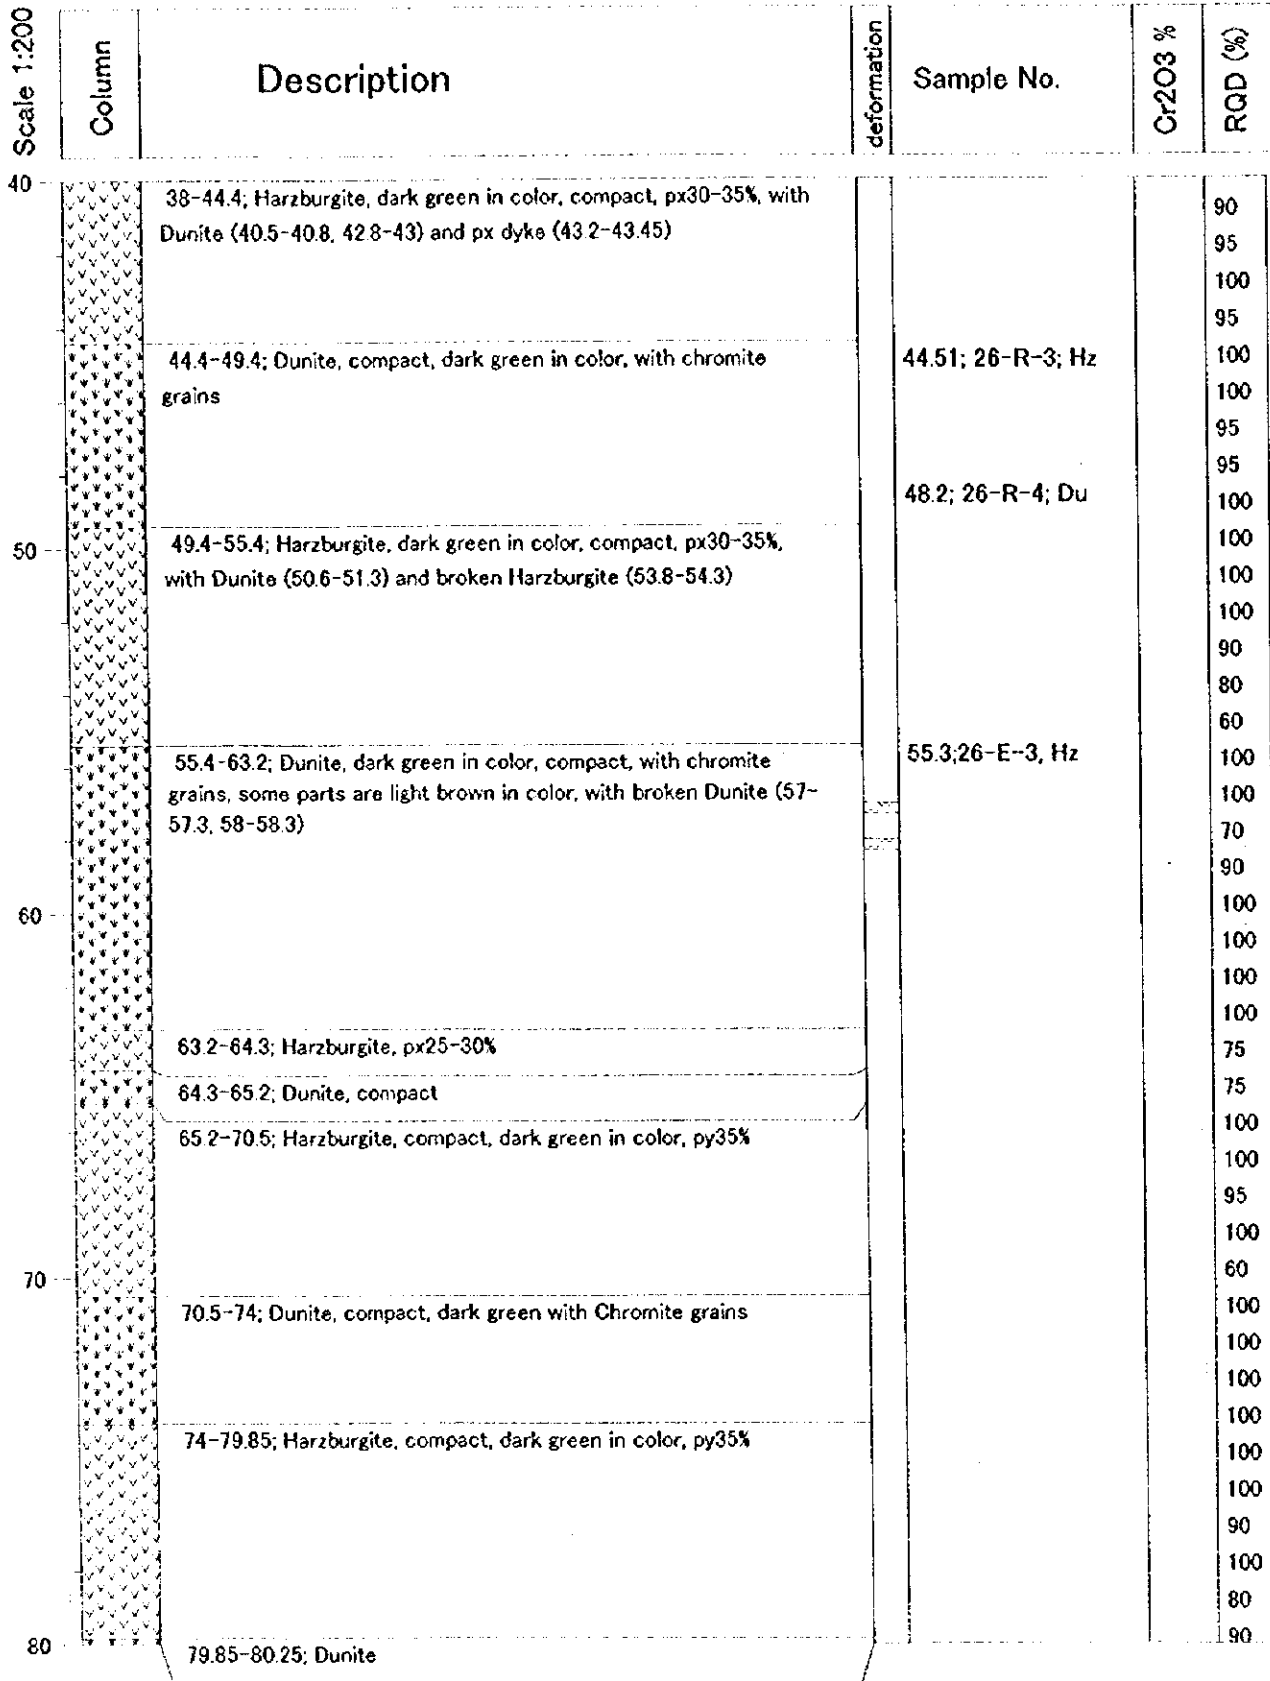 Scale 1:200
Column
Description
deformation
Sample No.
Cr2O3 %
RQD (%)
40
38-44.4; Harzburgite, dark green in color, compact, px30-35%, with
Dunite (40.5-40.8, 42.8-43) and px dyke (43.2-43.45)
90
95
100
95
44.4-49.4; Dunite, compact, dark green in color, with chromite
grains
44.51; 26-R-3; Hz
100
100
95
95
48.2; 26-R-4; Du
100
50
49.4-55.4; Harzburgite, dark green in color, compact, px30-35%,
with Dunite (50.6-51.3) and broken Harzburgite (53.8-54.3)
100
100
100
90
80
60
55.4-63.2; Dunite, dark green in color, compact, with chromite
grains, some parts are light brown in color, with broken Dunite (57-
57.3, 58-58.3)
55.3;26-E--3, Hz
100
100
70
90
60
100
100
100
100
63.2-64.3; Harzburgite, px25-30%
75
64.3-65.2; Dunite, compact
75
65.2-70.5; Harzburgite, compact, dark green in color, py35%
100
100
95
100
70
60
70.5-74; Dunite, compact, dark green with Chromite grains
100
100
100
100
74-79.85; Harzburgite, compact, dark green in color, py35%
100
100
90
100
80
80
90
79.85-80.25; Dunite